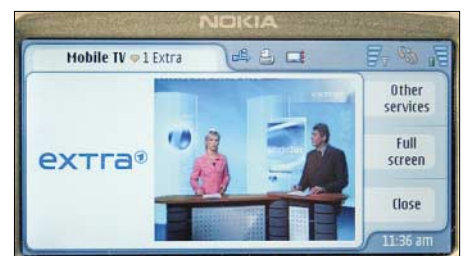 NOKIA
Mobile TV 1 Extra
Other
services
extra
Full
screen
Close
11:36 am